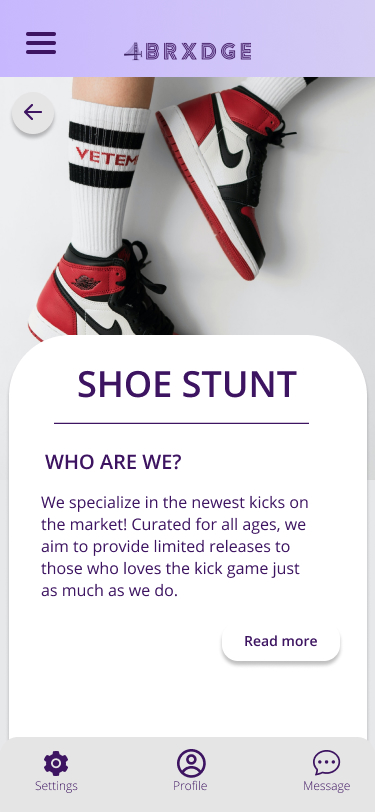 4BRXDGE
VETEM
SHOE STUNT
WHO ARE WE?
We specialize in the newest kicks on
the market! Curated for all ages, we
aim to provide limited releases to
those who loves the kick game just
as much as we do.
Read more
Settings
Profile
Message